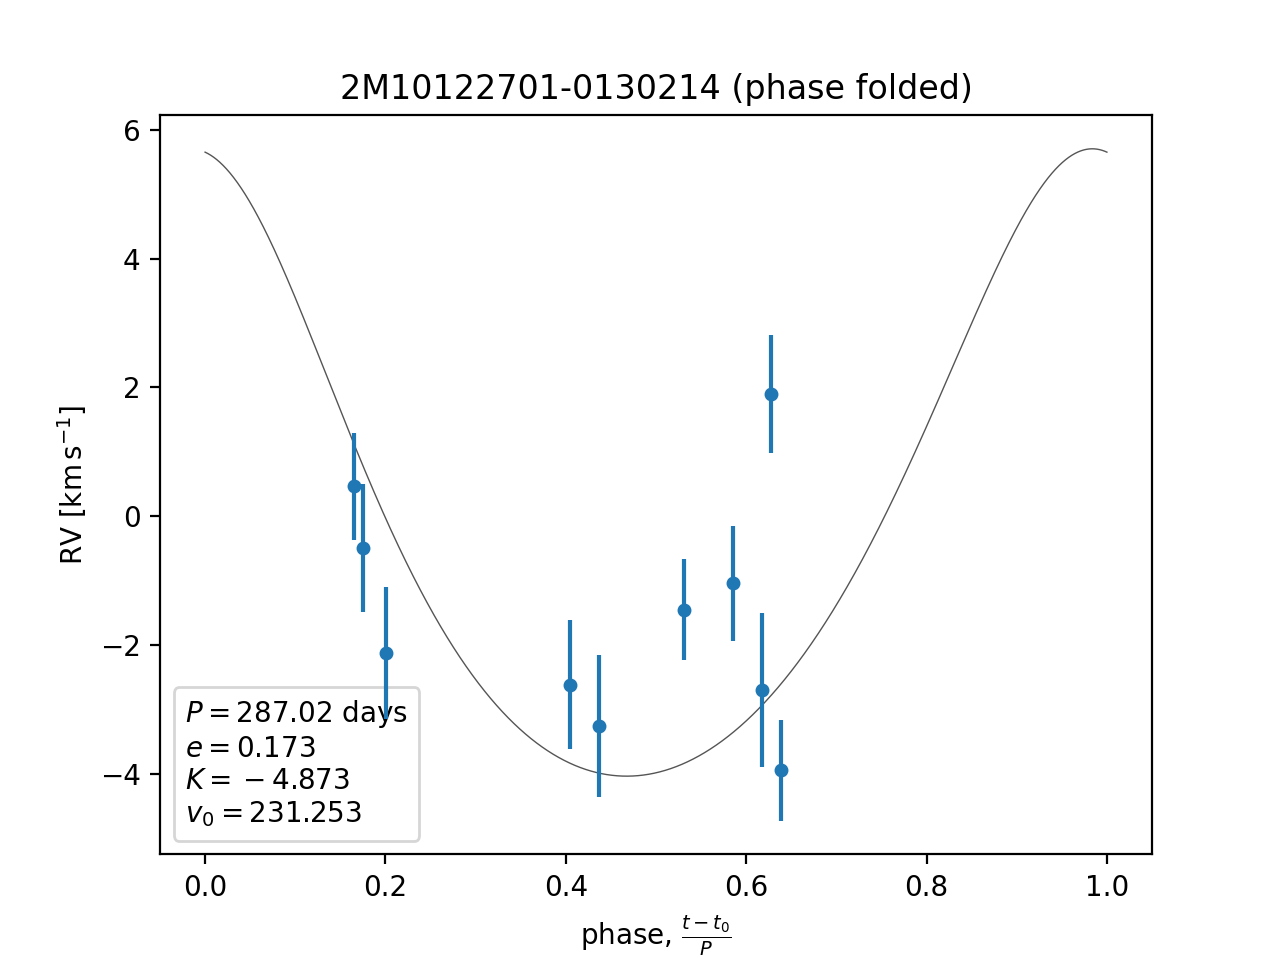 2M10122701-0130214 (phase folded)
6
4
2
0
−2
−4
RV [km s⁻¹]
P = 287.02 days
e = 0.173
K = − 4.873
v₀ = 231.253
0.0 0.2 0.4 0.6 0.8 1.0
phase, (t − t₀)/P